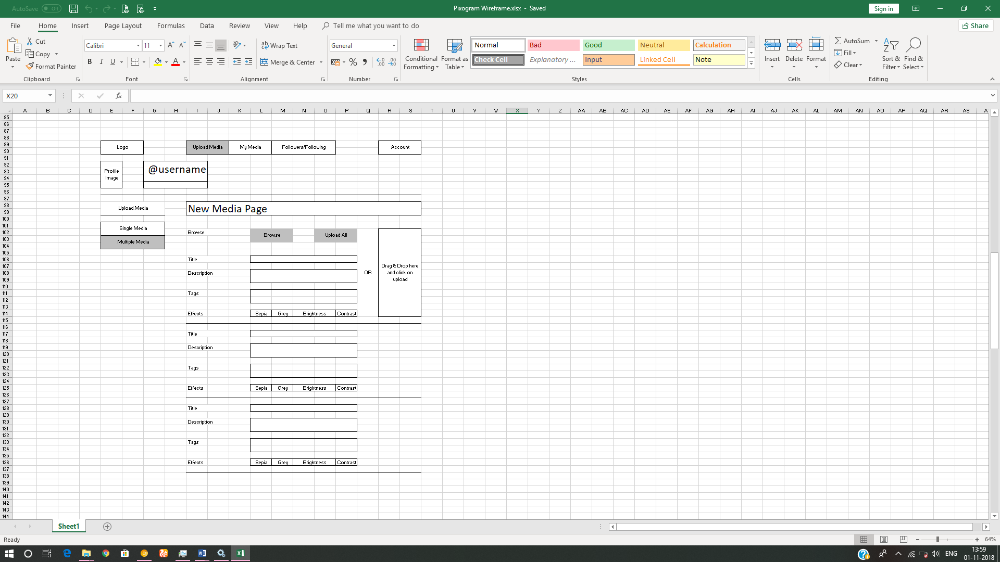 AutoSave Off
Pixogram Wireframe.xlsx - Saved
Sign in
File Home Insert Page Layout Formulas Data Review View Help Tell me what you want to do
Share
Paste
Cut
Copy
Format Painter
Clipboard
Calibri 11
B I U
Font
Wrap Text
Merge & Center
Alignment
General
Number
Conditional Formatting
Format as Table
Normal Bad Good Neutral Calculation
Check Cell Explanatory ... Input Linked Cell Note
Styles
Insert Delete Format
Cells
AutoSum
Fill
Clear
Sort & Filter
Find & Select
Editing
X20
fx
A B C D E F G H I J K L M N O P Q R S T U V W X Y Z AA AB AC AD AE AF AG AH AI AJ AK AL AM AN AO AP AQ AR AS
85
86
87
88
89
90
91
92
93
94
95
96
97
98
99
100
101
102
103
104
105
106
107
108
109
110
111
112
113
114
115
116
117
118
119
120
121
122
123
124
125
126
127
128
129
130
131
132
133
134
135
136
137
138
139
140
141
142
143
144
Logo Upload Media My Media Followers/Following Account
Profile
Image
@username
Upload Media
New Media Page
Single Media
Multiple Media
Browse Browse Upload All
Title
Description
Tags
Effects Sepia Grey Brightness Contrast
OR
Drag & Drop here
and click on
upload
Title
Description
Tags
Effects Sepia Grey Brightness Contrast
Title
Description
Tags
Effects Sepia Grey Brightness Contrast
Sheet1
Ready
64%
ENG
13:59
01-11-2018